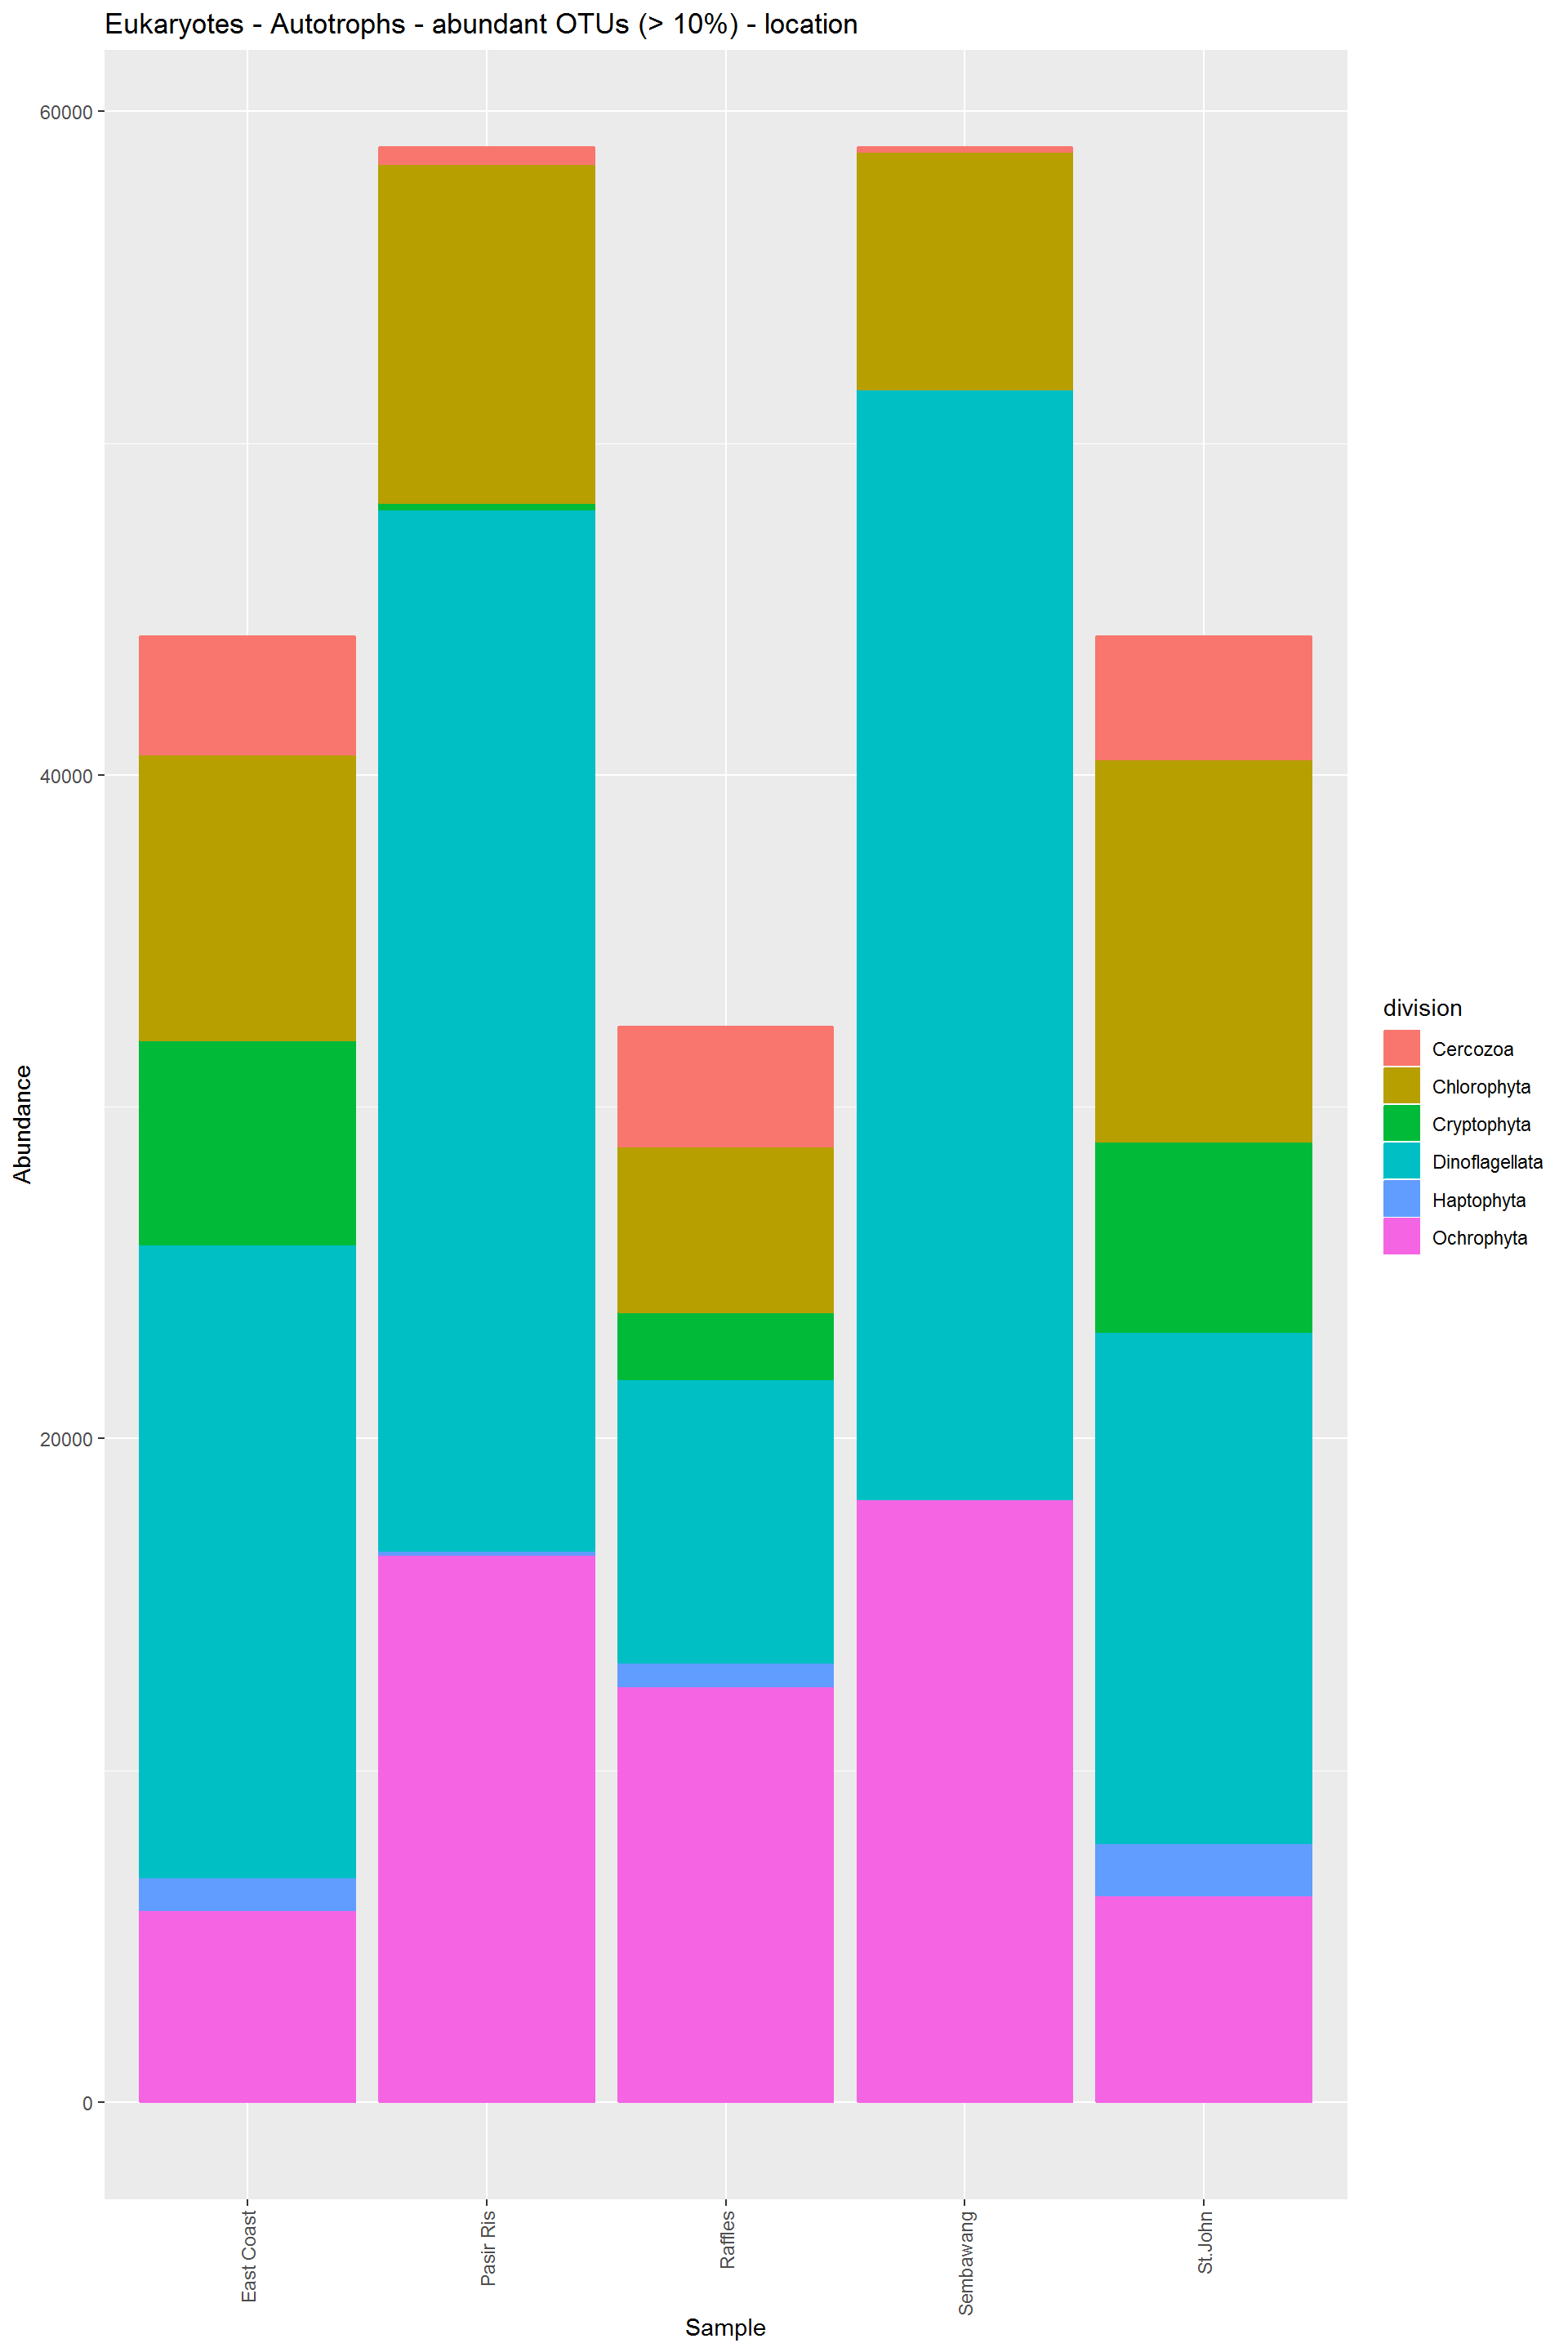 Eukaryotes - Autotrophs - abundant OTUs (> 10%) - location
60000
40000
20000
0
Abundance
East Coast
Pasir Ris
Raffles
Sembawang
St.John
Sample
division
Cercozoa
Chlorophyta
Cryptophyta
Dinoflagellata
Haptophyta
Ochrophyta